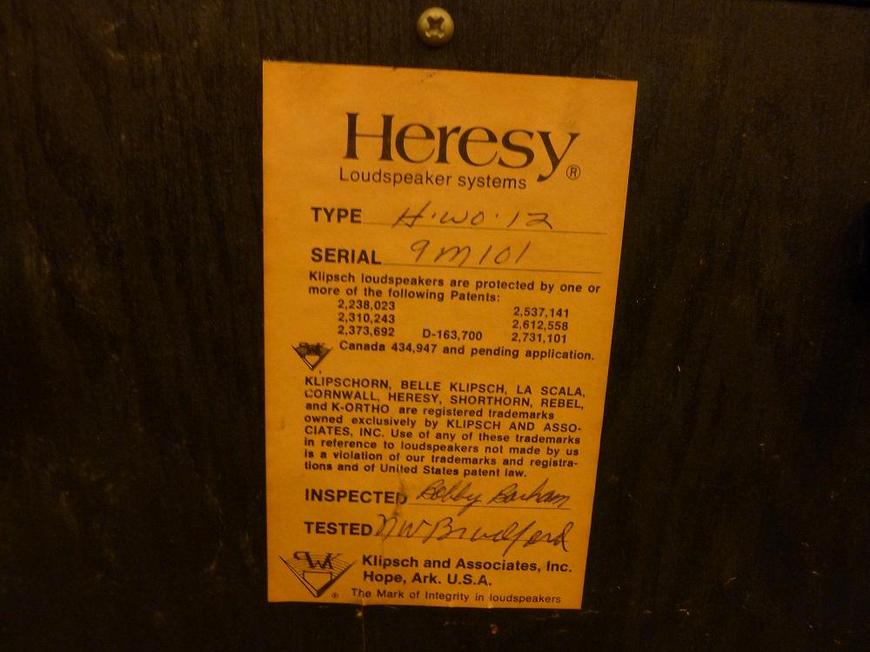 Heresy®
Loudspeaker systems
TYPE H·WO·12
SERIAL 9M101
Klipsch loudspeakers are protected by one or
more of the following Patents:
2,238,023 2,537,141
2,310,243 2,612,558
2,373,692 D-163,700 2,731,101
Canada 434,947 and pending application.
KLIPSCHORN, BELLE KLIPSCH, LA SCALA,
CORNWALL, HERESY, SHORTHORN, REBEL,
and K-ORTHO are registered trademarks
owned exclusively by KLIPSCH AND ASSO-
CIATES, INC. Use of any of these trademarks
in reference to loudspeakers not made by us
is a violation of our trademarks and registra-
tions and of United States patent law.
INSPECTED Bobby
TESTED NW Bradford
PWK
Klipsch and Associates, Inc.
Hope, Ark. U.S.A.
® The Mark of Integrity in loudspeakers